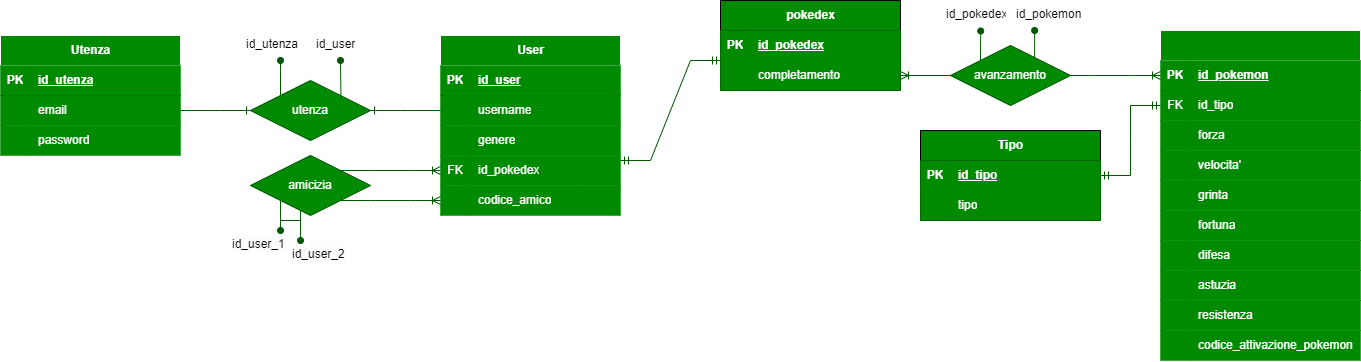 Utenza
PK id_utenza
email
password
id_utenza
id_user
utenza
amicizia
id_user_1
id_user_2
User
PK id_user
username
genere
FK id_pokedex
codice_amico
pokedex
PK id_pokedex
completamento
id_pokedex
id_pokemon
avanzamento
Tipo
PK id_tipo
tipo
PK id_pokemon
FK id_tipo
forza
velocita'
grinta
fortuna
difesa
astuzia
resistenza
codice_attivazione_pokemon